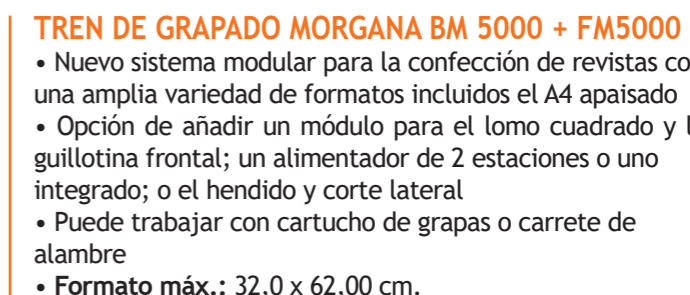 TREN DE GRAPADO MORGANA BM 5000 + FM5000
• Nuevo sistema modular para la confección de revistas co
una amplia variedad de formatos incluidos el A4 apaisado
• Opción de añadir un módulo para el lomo cuadrado y l
guillotina frontal; un alimentador de 2 estaciones o uno
integrado; o el hendido y corte lateral
• Puede trabajar con cartucho de grapas o carrete de
alambre
• Formato máx.: 32,0 x 62,00 cm.